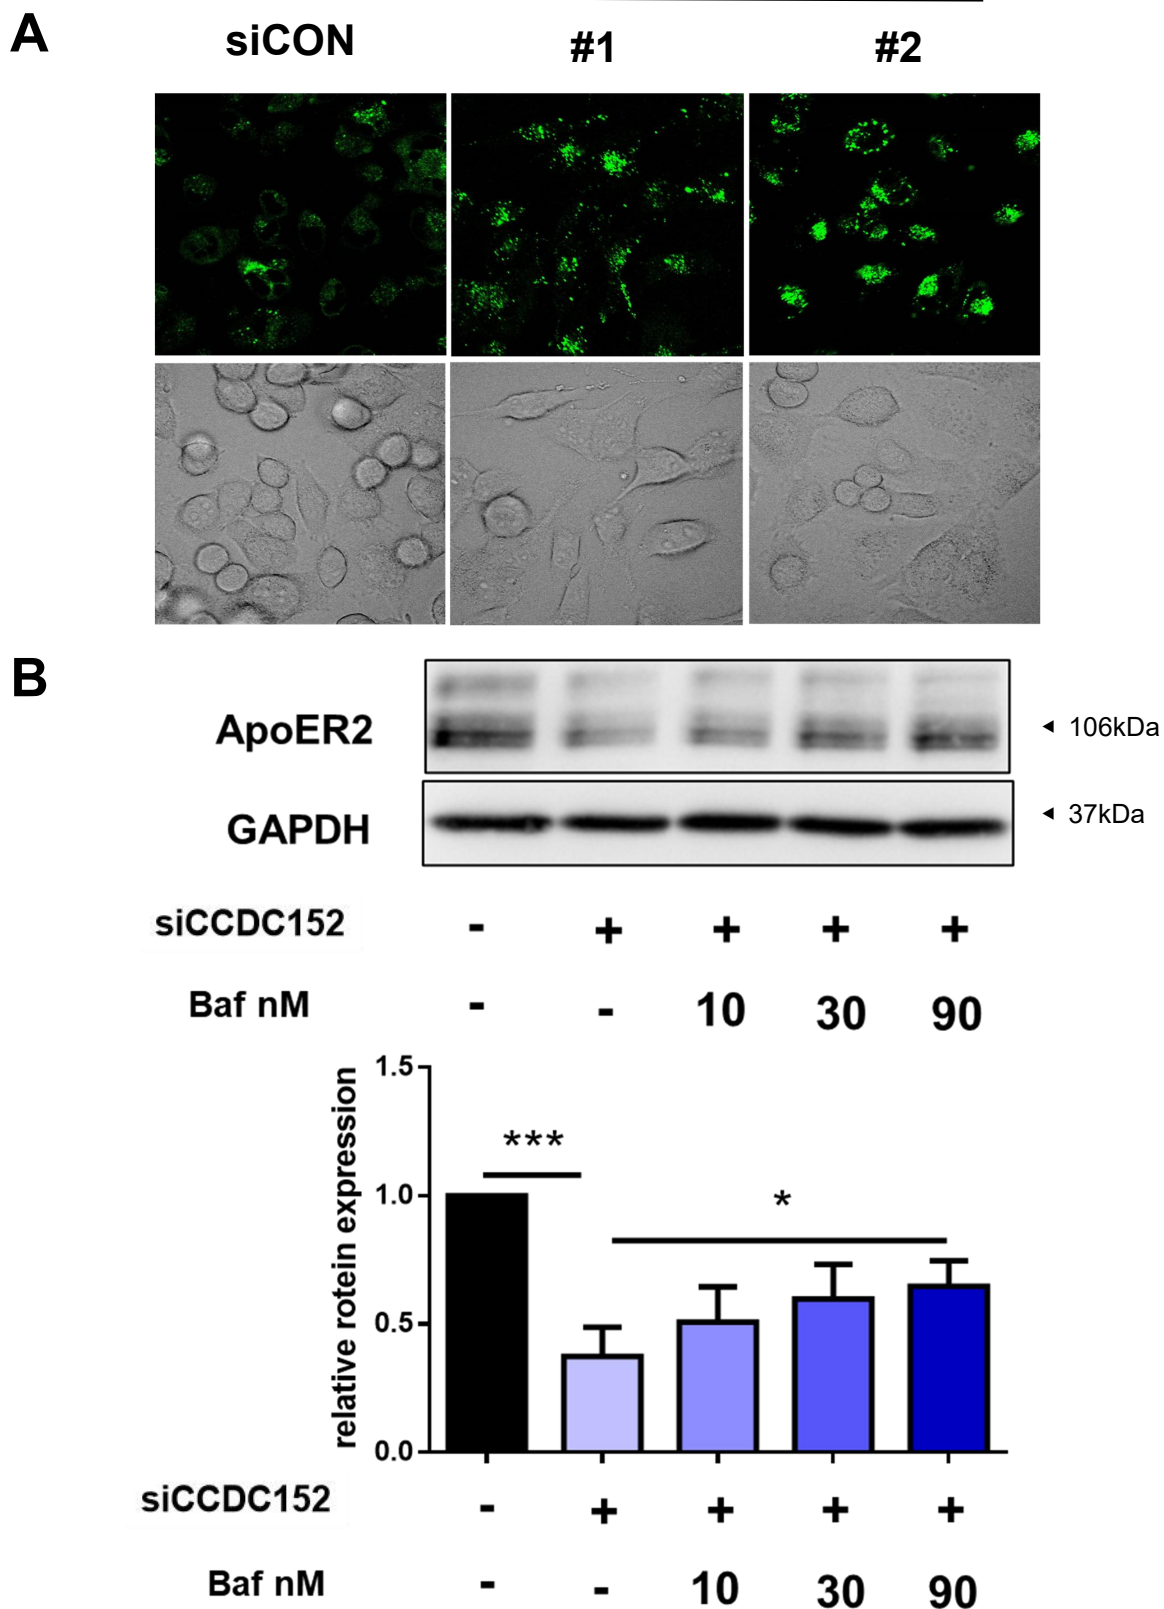 A
siCON #1 #2
B
ApoER2 ◄ 106kDa
GAPDH ◄ 37kDa
siCCDC152 - + + + +
Baf nM - - 10 30 90
relative rotein expression
1.5
***
1.0
*
0.5
0.0
siCCDC152 - + + + +
Baf nM - - 10 30 90